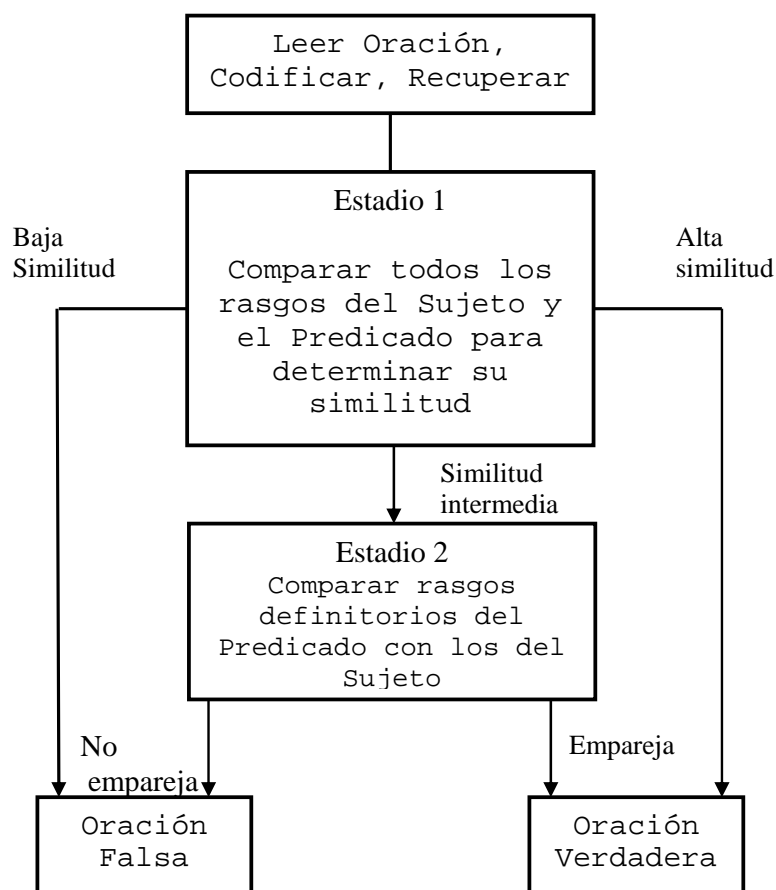 Leer Oración,
Codificar, Recuperar
Estadio 1
Baja
Similitud
Alta
similitud
Comparar todos los
rasgos del Sujeto y
el Predicado para
determinar su
similitud
Similitud
intermedia
Estadio 2
Comparar rasgos
definitorios del
Predicado con los del
Sujeto
No
empareja
Empareja
Oración
Falsa
Oración
Verdadera